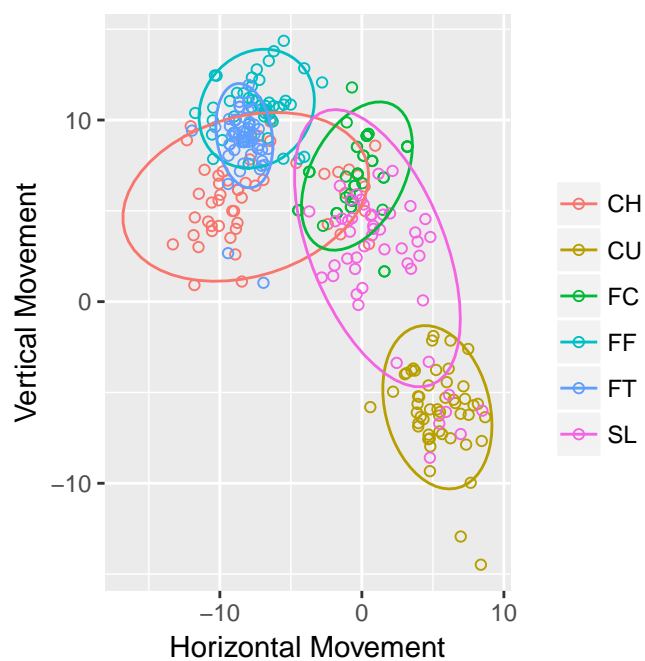 10
0
−10
−10
0
10
Vertical Movement
Horizontal Movement
CH
CU
FC
FF
FT
SL